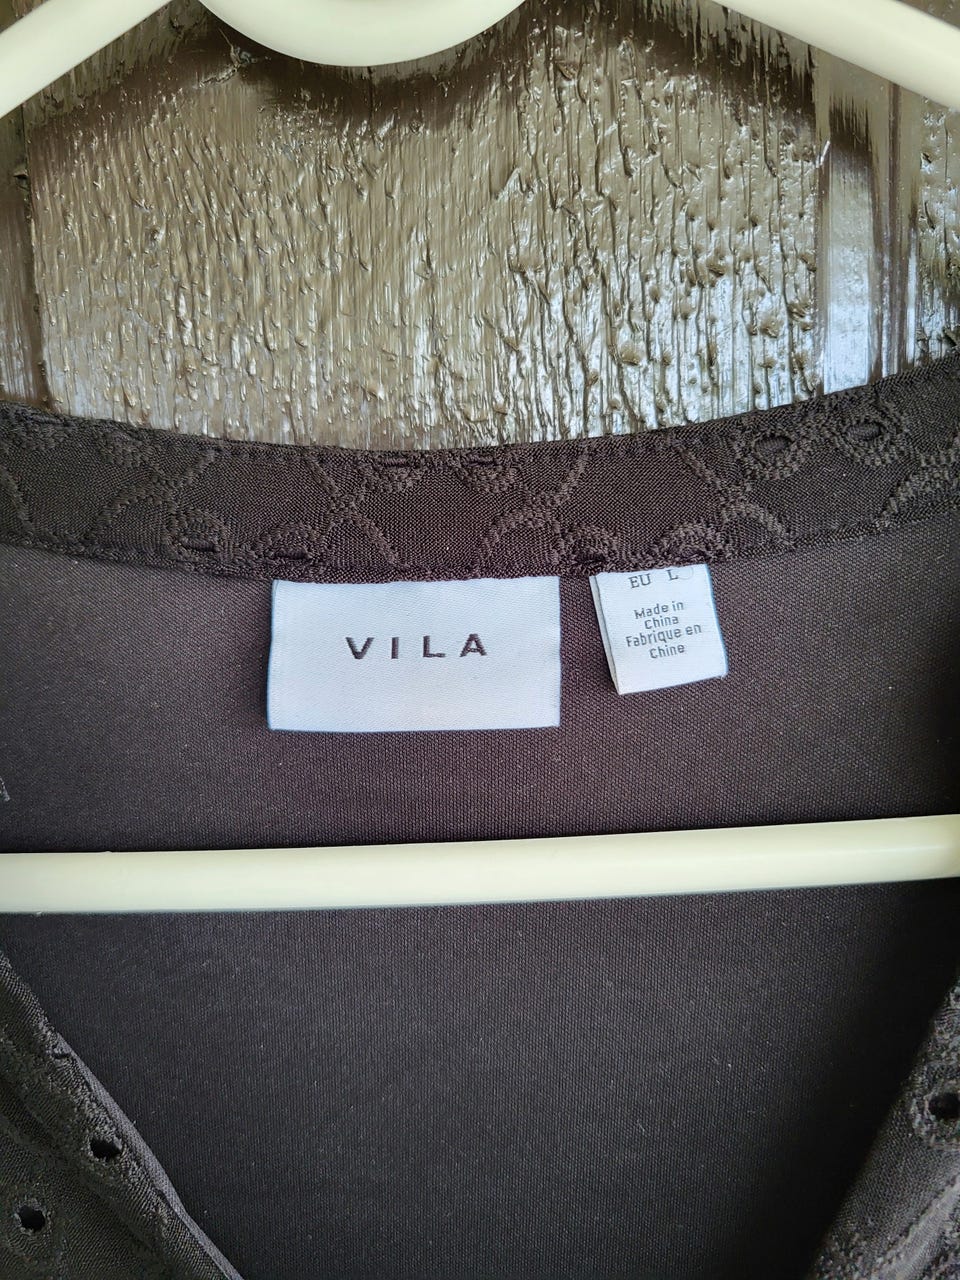 VILA
EU L
Made in
China
Fabrique en
Chine